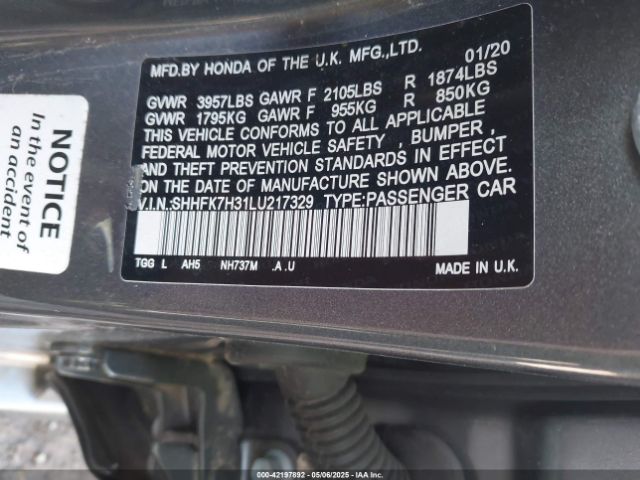 MFD.BY HONDA OF THE U.K. MFG.,LTD. 01/20
GVWR 3957LBS GAWR F 2105LBS R 1874LBS
GVWR 1795KG GAWR F 955KG R 850KG
THIS VEHICLE CONFORMS TO ALL APPLICABLE
FEDERAL MOTOR VEHICLE SAFETY , BUMPER ,
AND THEFT PREVENTION STANDARDS IN EFFECT
ON THE DATE OF MANUFACTURE SHOWN ABOVE.
V.I.N.:SHHFK7H31LU217329 TYPE:PASSENGER CAR
TGG L AH5 NH737M .A .U MADE IN U.K.
NOTICE
In the event of
an accident
000-42197892 05/06/2025 IAAI.COM